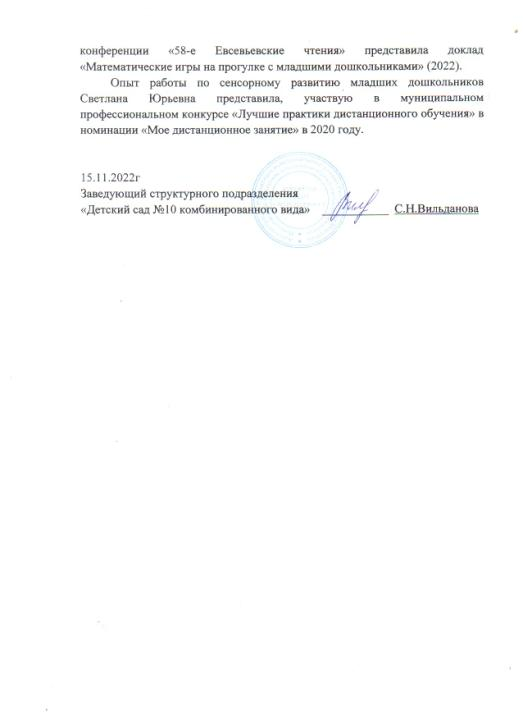 конференции «58-е Евсевьевские чтения» представила доклад
«Математические игры на прогулке с младшими дошкольниками» (2022).
Опыт работы по сенсорному развитию младших дошкольников
Светлана Юрьевна представила, участвую в муниципальном
профессиональном конкурсе «Лучшие практики дистанционного обучения» в
номинации «Мое дистанционное занятие» в 2020 году.
15.11.2022г
Заведующий структурного подразделения
«Детский сад №10 комбинированного вида» С.Н.Вильданова